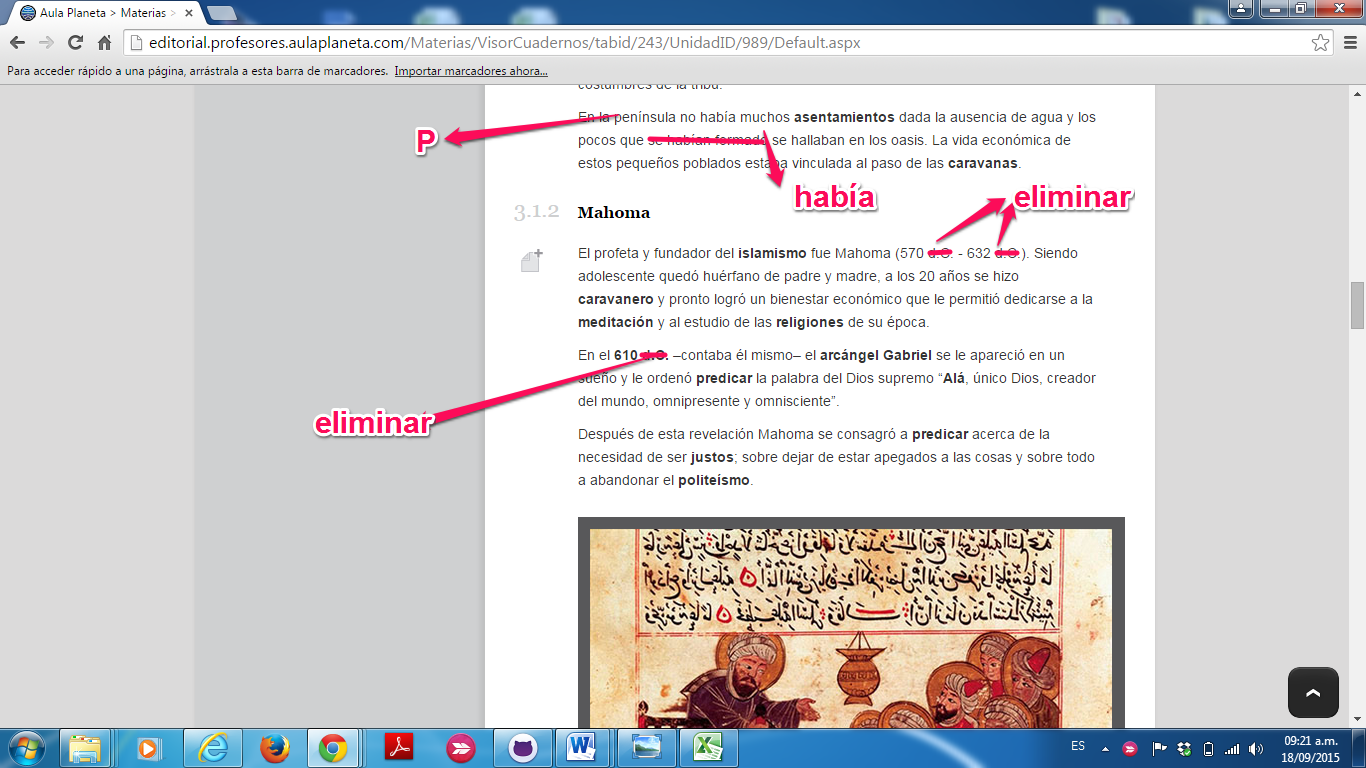 Aula Planeta > Materias >
editorial.profesores.aulaplaneta.com/Materias/VisorCuadernos/tabid/243/UnidadID/989/Default.aspx
Para acceder rápido a una página, arrástrala a esta barra de marcadores. Importar marcadores ahora...
costumbres de la tribu.
En la península no había muchos asentamientos dada la ausencia de agua y los
P
pocos que se habían formado se hallaban en los oasis. La vida económica de
estos pequeños poblados estaba vinculada al paso de las caravanas.
había
eliminar
3.1.2 Mahoma
El profeta y fundador del islamismo fue Mahoma (570 d.C. - 632 d.C.). Siendo
adolescente quedó huérfano de padre y madre, a los 20 años se hizo
caravanero y pronto logró un bienestar económico que le permitió dedicarse a la
meditación y al estudio de las religiones de su época.
En el 610 d.C. –contaba él mismo– el arcángel Gabriel se le apareció en un
sueño y le ordenó predicar la palabra del Dios supremo “Alá, único Dios, creador
del mundo, omnipresente y omnisciente”.
eliminar
Después de esta revelación Mahoma se consagró a predicar acerca de la
necesidad de ser justos; sobre dejar de estar apegados a las cosas y sobre todo
a abandonar el politeísmo.
ES
09:21 a.m.
18/09/2015